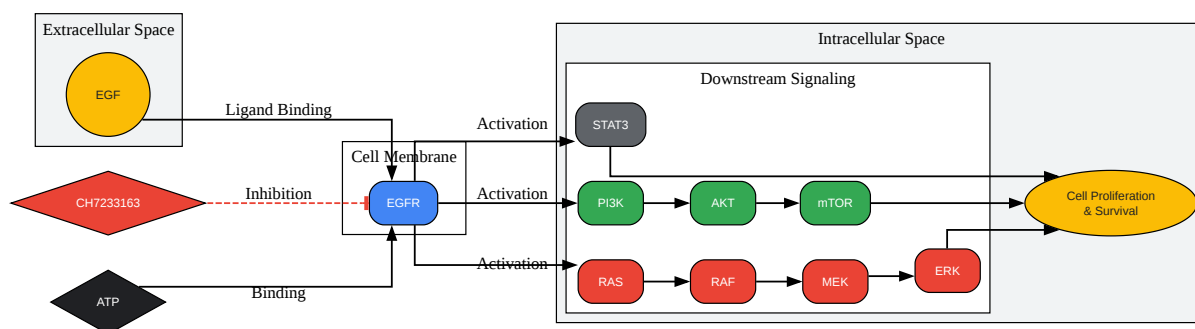 Extracellular Space
EGF
Ligand Binding
CH7233163
Inhibition
ATP
Binding
Cell Membrane
EGFR
Activation
Activation
Activation
Intracellular Space
Downstream Signaling
STAT3
PI3K
AKT
mTOR
RAS
RAF
MEK
ERK
Cell Proliferation
& Survival